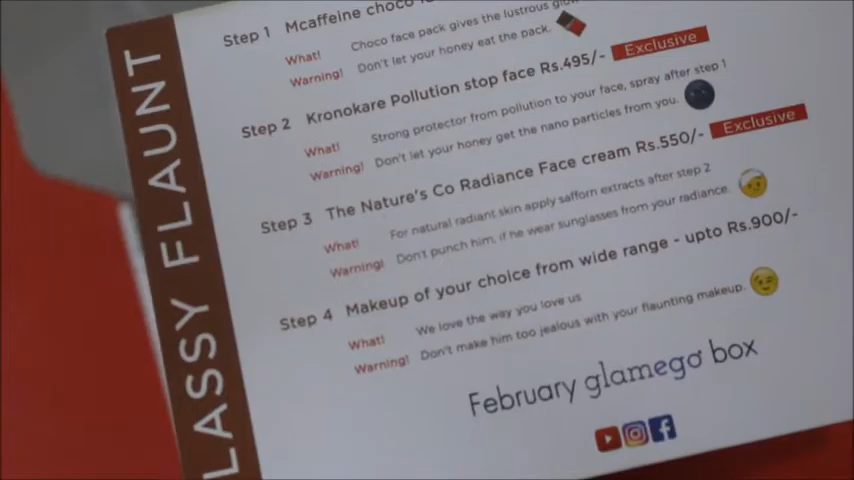 LASSY FLAUNT
Step 1 Mcaffeine choco
What! Choco face pack gives the lustrous glow
Warning! Don't let your honey eat the pack.
Step 2 Kronokare Pollution stop face Rs.495/- Exclusive
What! Strong protector from pollution to your face, spray after step 1
Warning! Don't let your honey get the nano particles from you.
Step 3 The Nature's Co Radiance Face cream Rs.550/- Exclusive
What! For natural radiant skin apply safforn extracts after step 2
Warning! Don't punch him, if he wear sunglasses from your radiance.
Step 4 Makeup of your choice from wide range - upto Rs.900/-
What! We love the way you love us
Warning! Don't make him too jealous with your flaunting makeup.
February glamego box